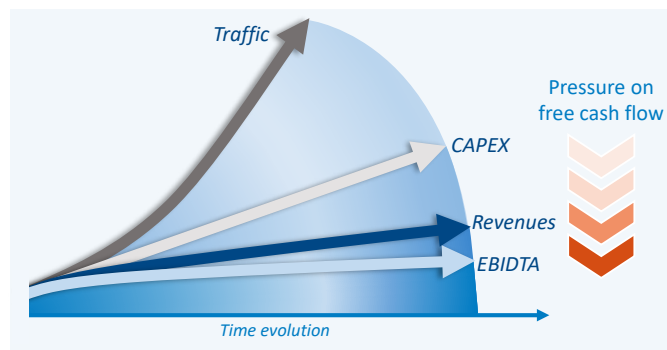 Traffic
Pressure on
free cash flow
CAPEX
Revenues
EBIDTA
Time evolution